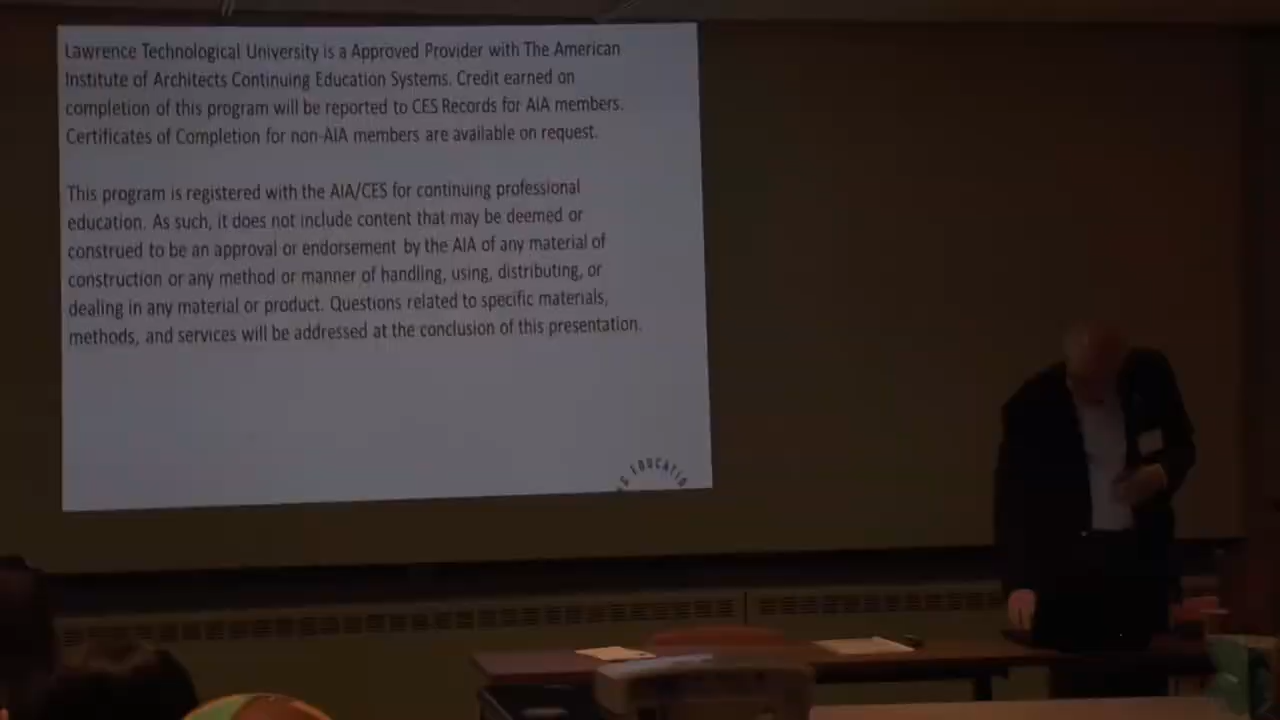 Lawrence Technological University is a Approved Provider with The American
Institute of Architects Continuing Education Systems. Credit earned on
completion of this program will be reported to CES Records for AIA members.
Certificates of Completion for non-AIA members are available on request.
This program is registered with the AIA/CES for continuing professional
education. As such, it does not include content that may be deemed or
construed to be an approval or endorsement by the AIA of any material of
construction or any method or manner of handling, using, distributing, or
dealing in any material or product. Questions related to specific materials,
methods, and services will be addressed at the conclusion of this presentation.